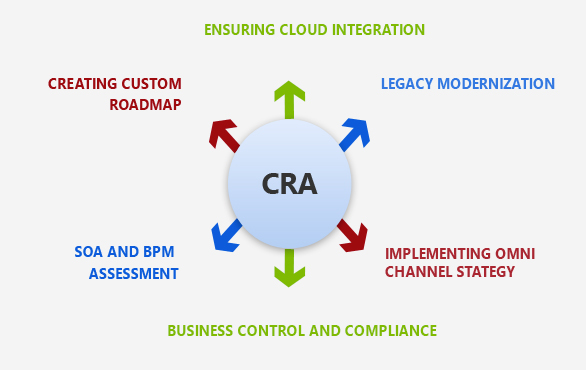 ENSURING CLOUD INTEGRATION
CREATING CUSTOM
ROADMAP
LEGACY MODERNIZATION
CRA
SOA AND BPM
ASSESSMENT
IMPLEMENTING OMNI
CHANNEL STATEGY
BUSINESS CONTROL AND COMPLIANCE